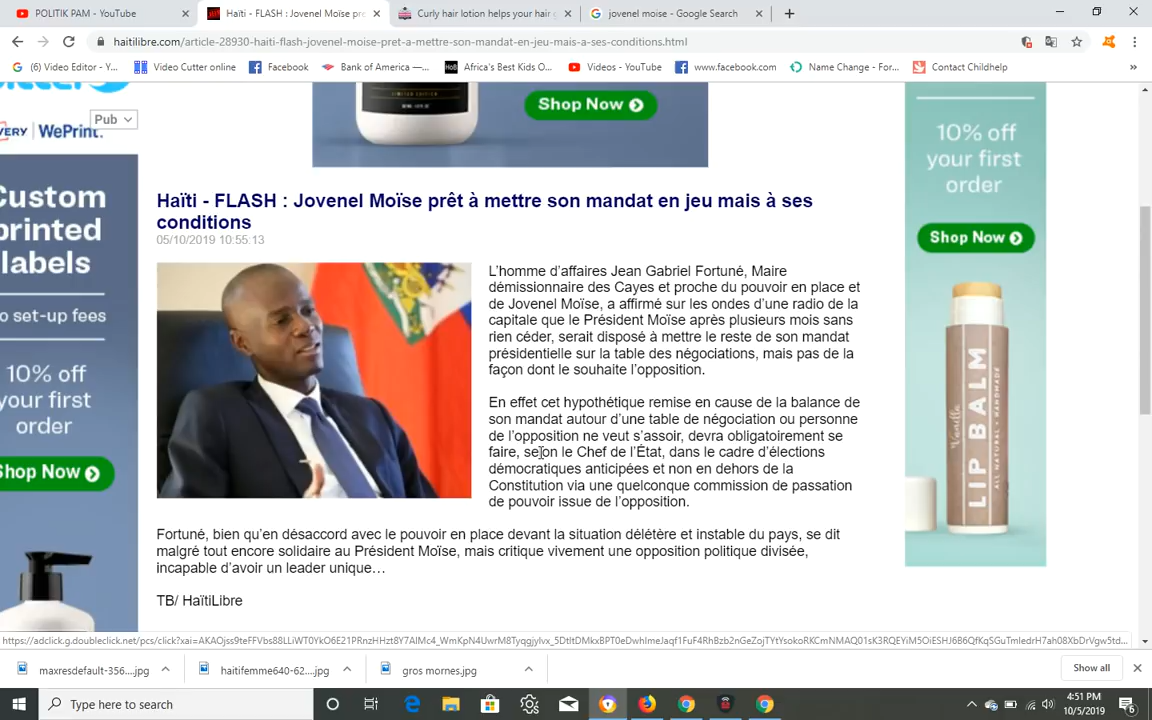 POLITIK PAM - YouTube
Haïti - FLASH : Jovenel Moïse pre
Curly hair lotion helps your hair g
jovenel moise - Google Search
haitilibre.com/article-28930-haiti-flash-jovenel-moise-pret-a-mettre-son-mandat-en-jeu-mais-a-ses-conditions.html
(6) Video Editor - Y...
Video Cutter online
Facebook
Bank of America —...
Africa's Best Kids O...
Videos - YouTube
www.facebook.com
Name Change - For...
Contact Childhelp
Pub
WePrint.
Shop Now
Custom
printed
labels
o set-up fees
10% off
your first
order
Shop Now
10% off
your first
order
Shop Now
LIP BALM
ALL NATURAL • HANDMADE
Haïti - FLASH : Jovenel Moïse prêt à mettre son mandat en jeu mais à ses
conditions
05/10/2019 10:55:13
L’homme d’affaires Jean Gabriel Fortuné, Maire
démissionnaire des Cayes et proche du pouvoir en place et
de Jovenel Moïse, a affirmé sur les ondes d’une radio de la
capitale que le Président Moïse après plusieurs mois sans
rien céder, serait disposé à mettre le reste de son mandat
présidentielle sur la table des négociations, mais pas de la
façon dont le souhaite l’opposition.
En effet cet hypothétique remise en cause de la balance de
son mandat autour d’une table de négociation ou personne
de l’opposition ne veut s’assoir, devra obligatoirement se
faire, selon le Chef de l’État, dans le cadre d’élections
démocratiques anticipées et non en dehors de la
Constitution via une quelconque commission de passation
de pouvoir issue de l’opposition.
Fortuné, bien qu’en désaccord avec le pouvoir en place devant la situation délétère et instable du pays, se dit
malgré tout encore solidaire au Président Moïse, mais critique vivement une opposition politique divisée,
incapable d’avoir un leader unique…
TB/ HaïtiLibre
maxresdefault-356....jpg
haitifemme640-62....jpg
gros mornes.jpg
Show all
Type here to search
4:51 PM
10/5/2019
6